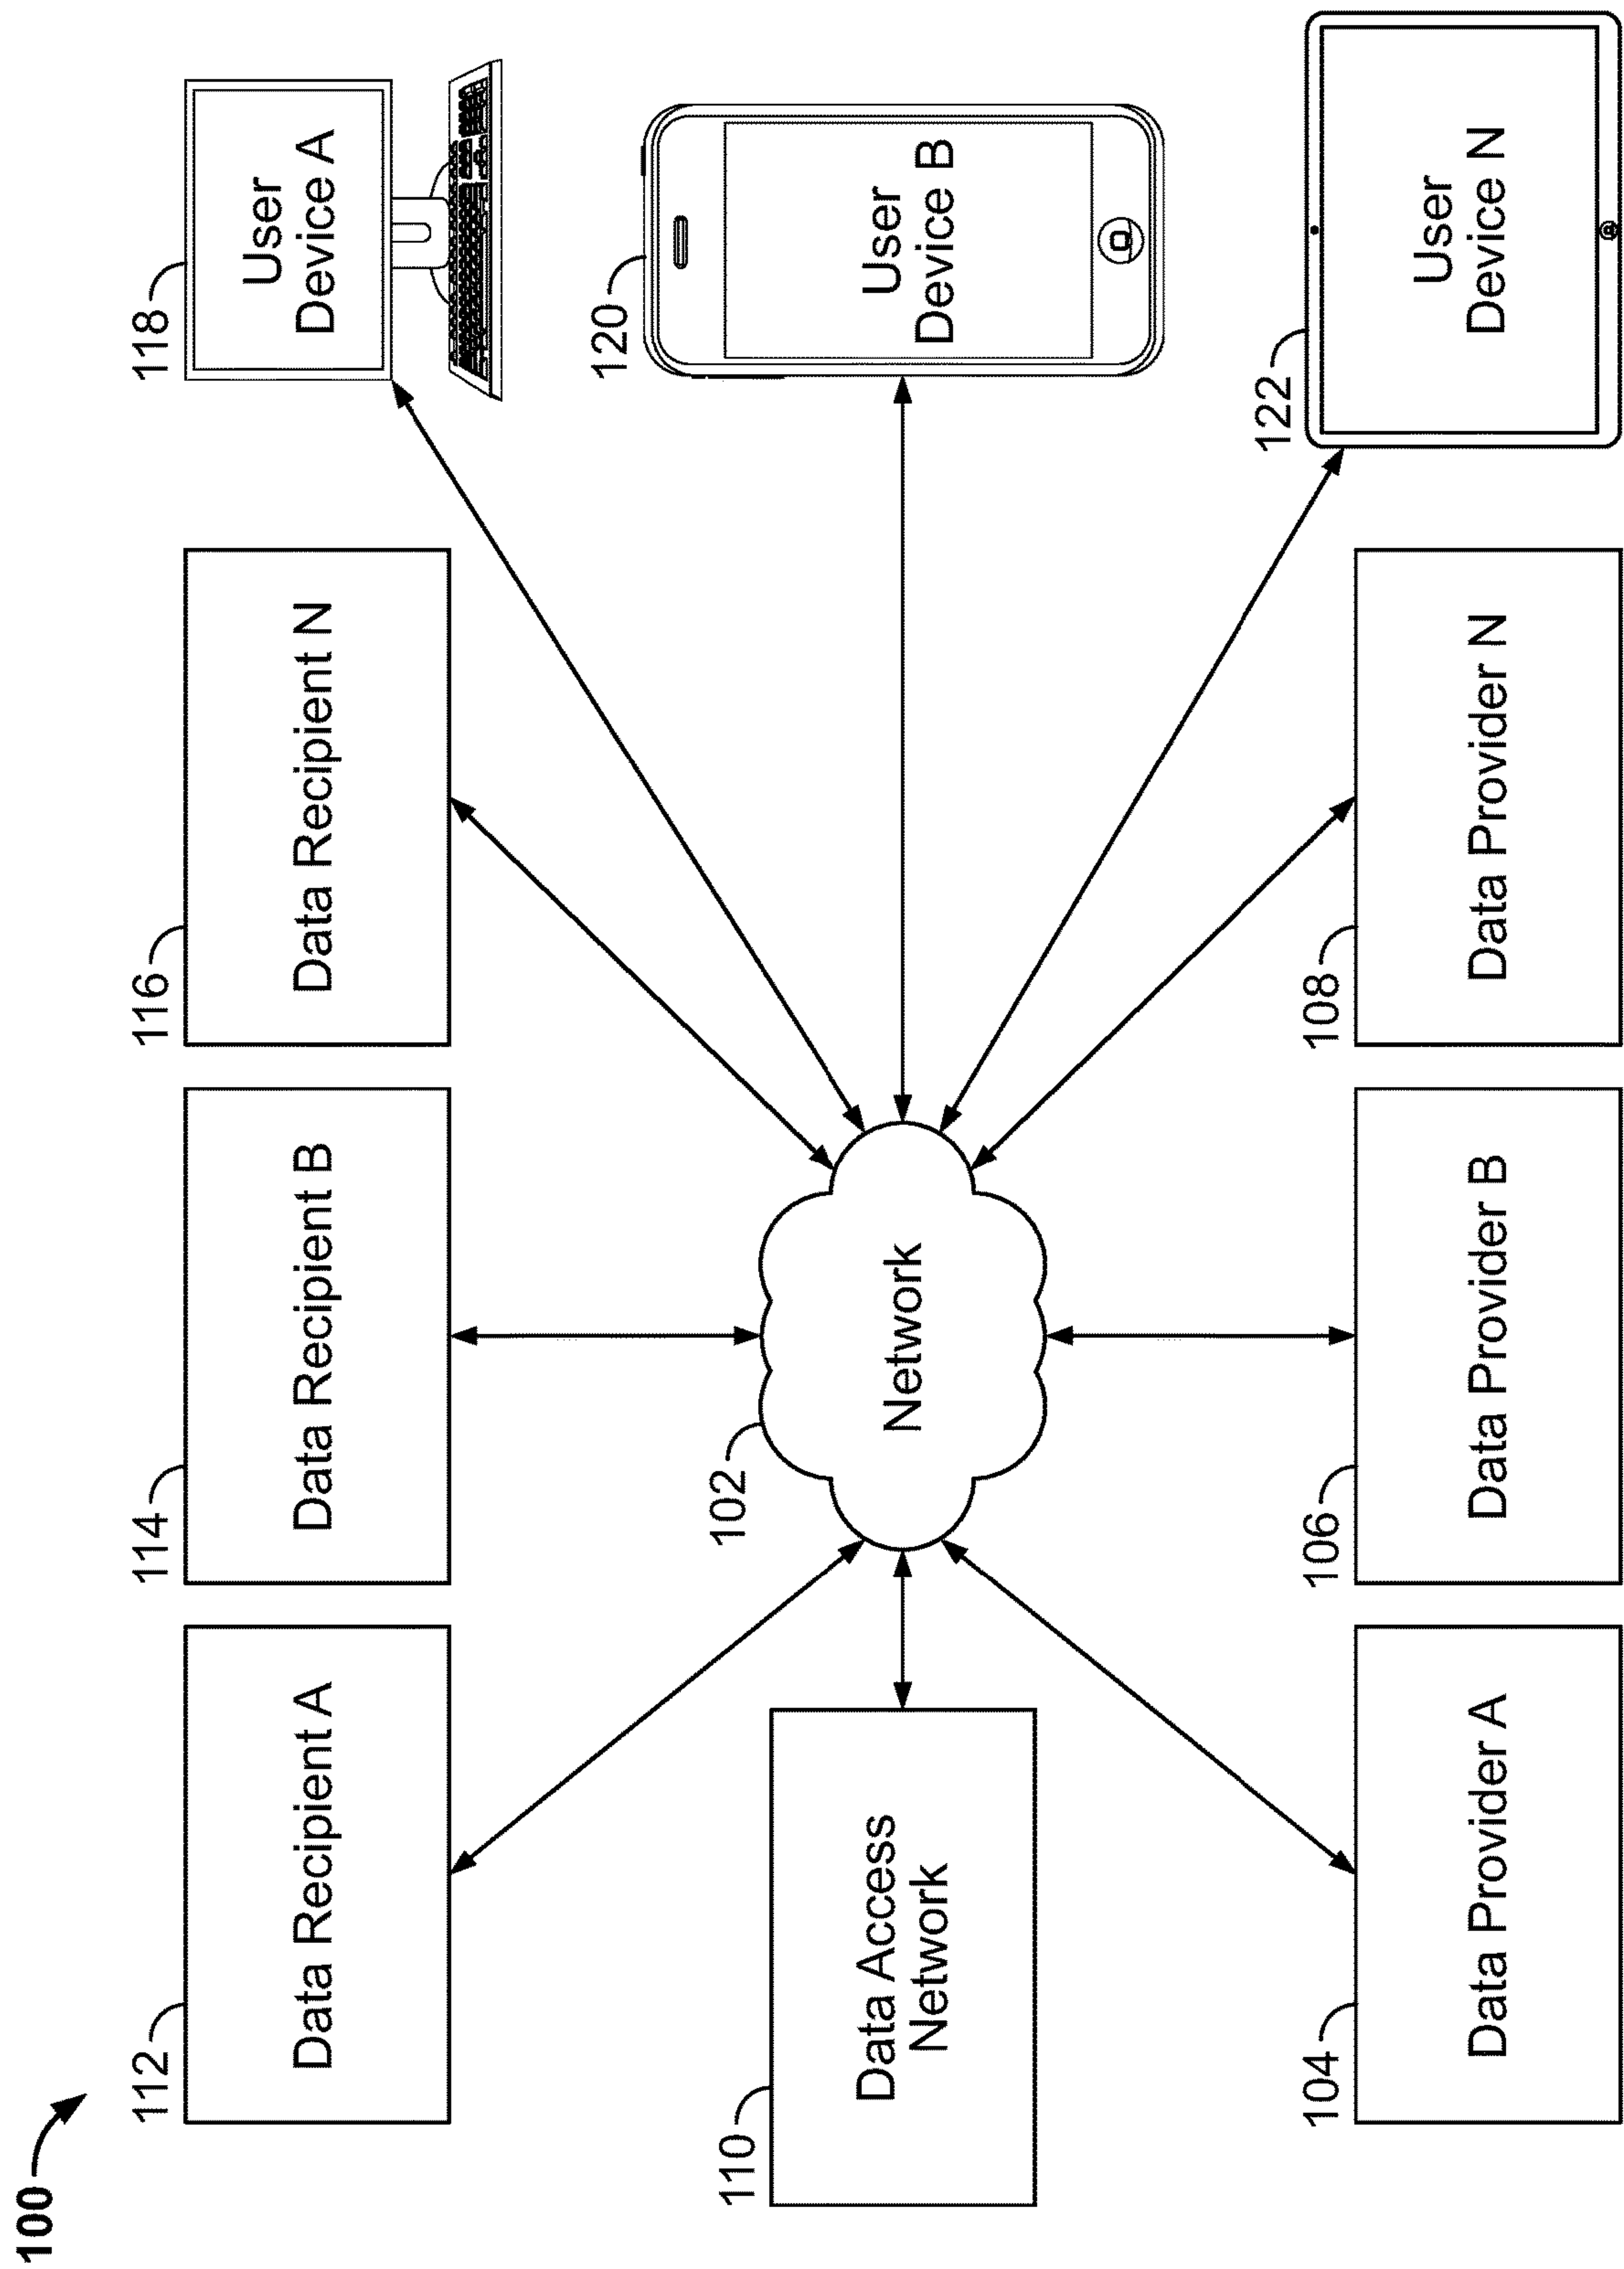 100
112
Data Recipient A
114
Data Recipient B
116
Data Recipient N
118
User
Device A
110
Data Access
Network
102
Network
120
User
Device B
104
Data Provider A
106
Data Provider B
108
Data Provider N
122
User
Device N